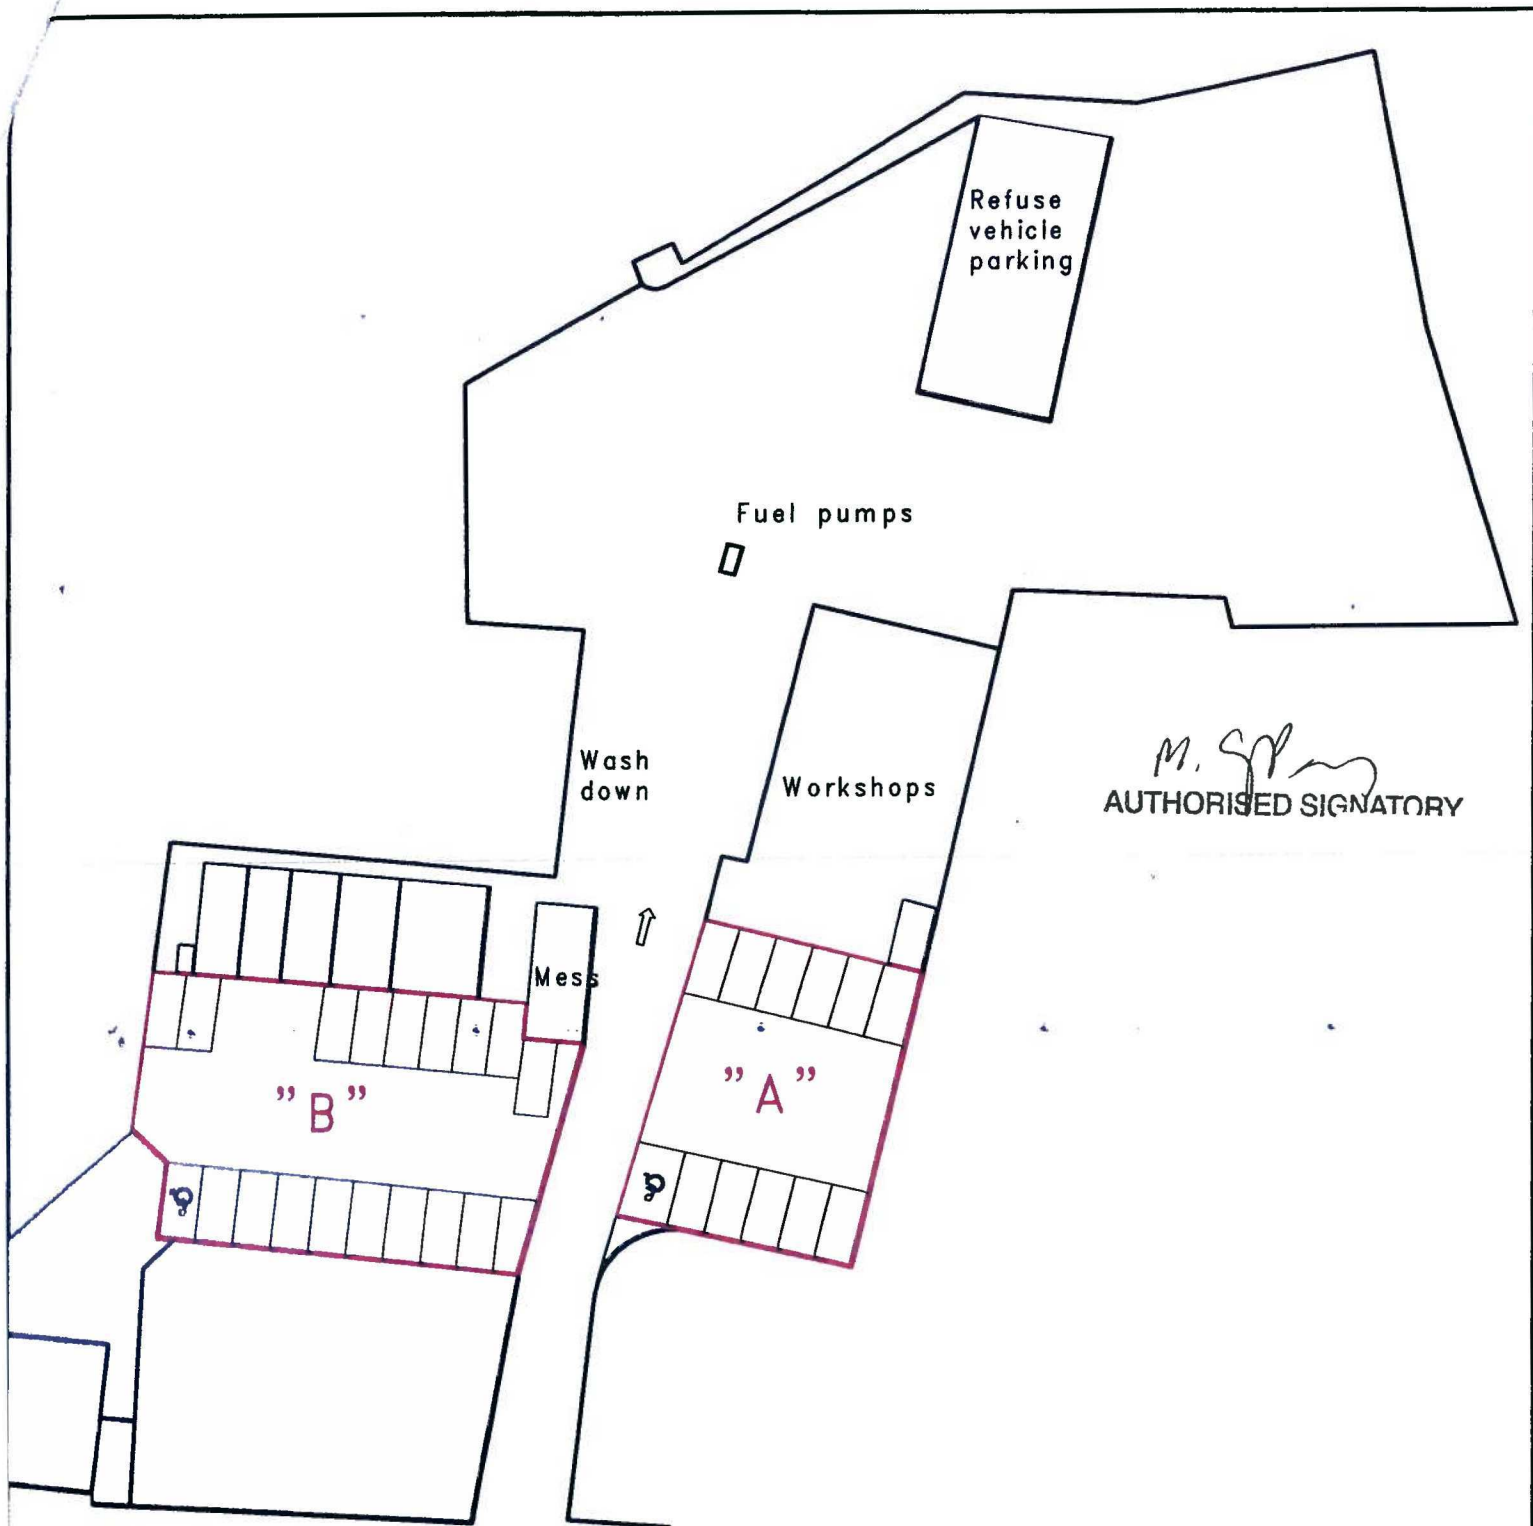 Refuse
vehicle
parking
Fuel pumps
Wash
down
Workshops
M.
AUTHORISED SIGNATORY
Mess
"A"
"B"